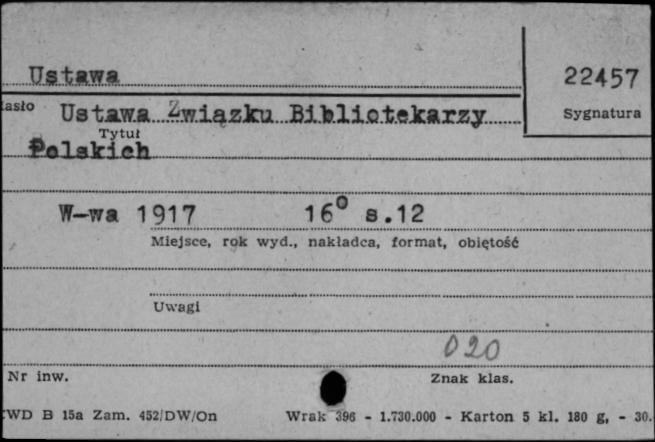 Ustawa
22457
asło
Ustawa Związku Bibliotekarzy
Sygnatura
Tytuł
Polskich
W-wa 1917 16° s.12
Miejsce, rok wyd., nakładca, format, objętość
Uwagi
020
Nr inw.
Znak klas.
WD B 15a Zam. 452/DW/On Wrak 396 - 1.730.000 - Karton 5 kl. 180 g, - 30.